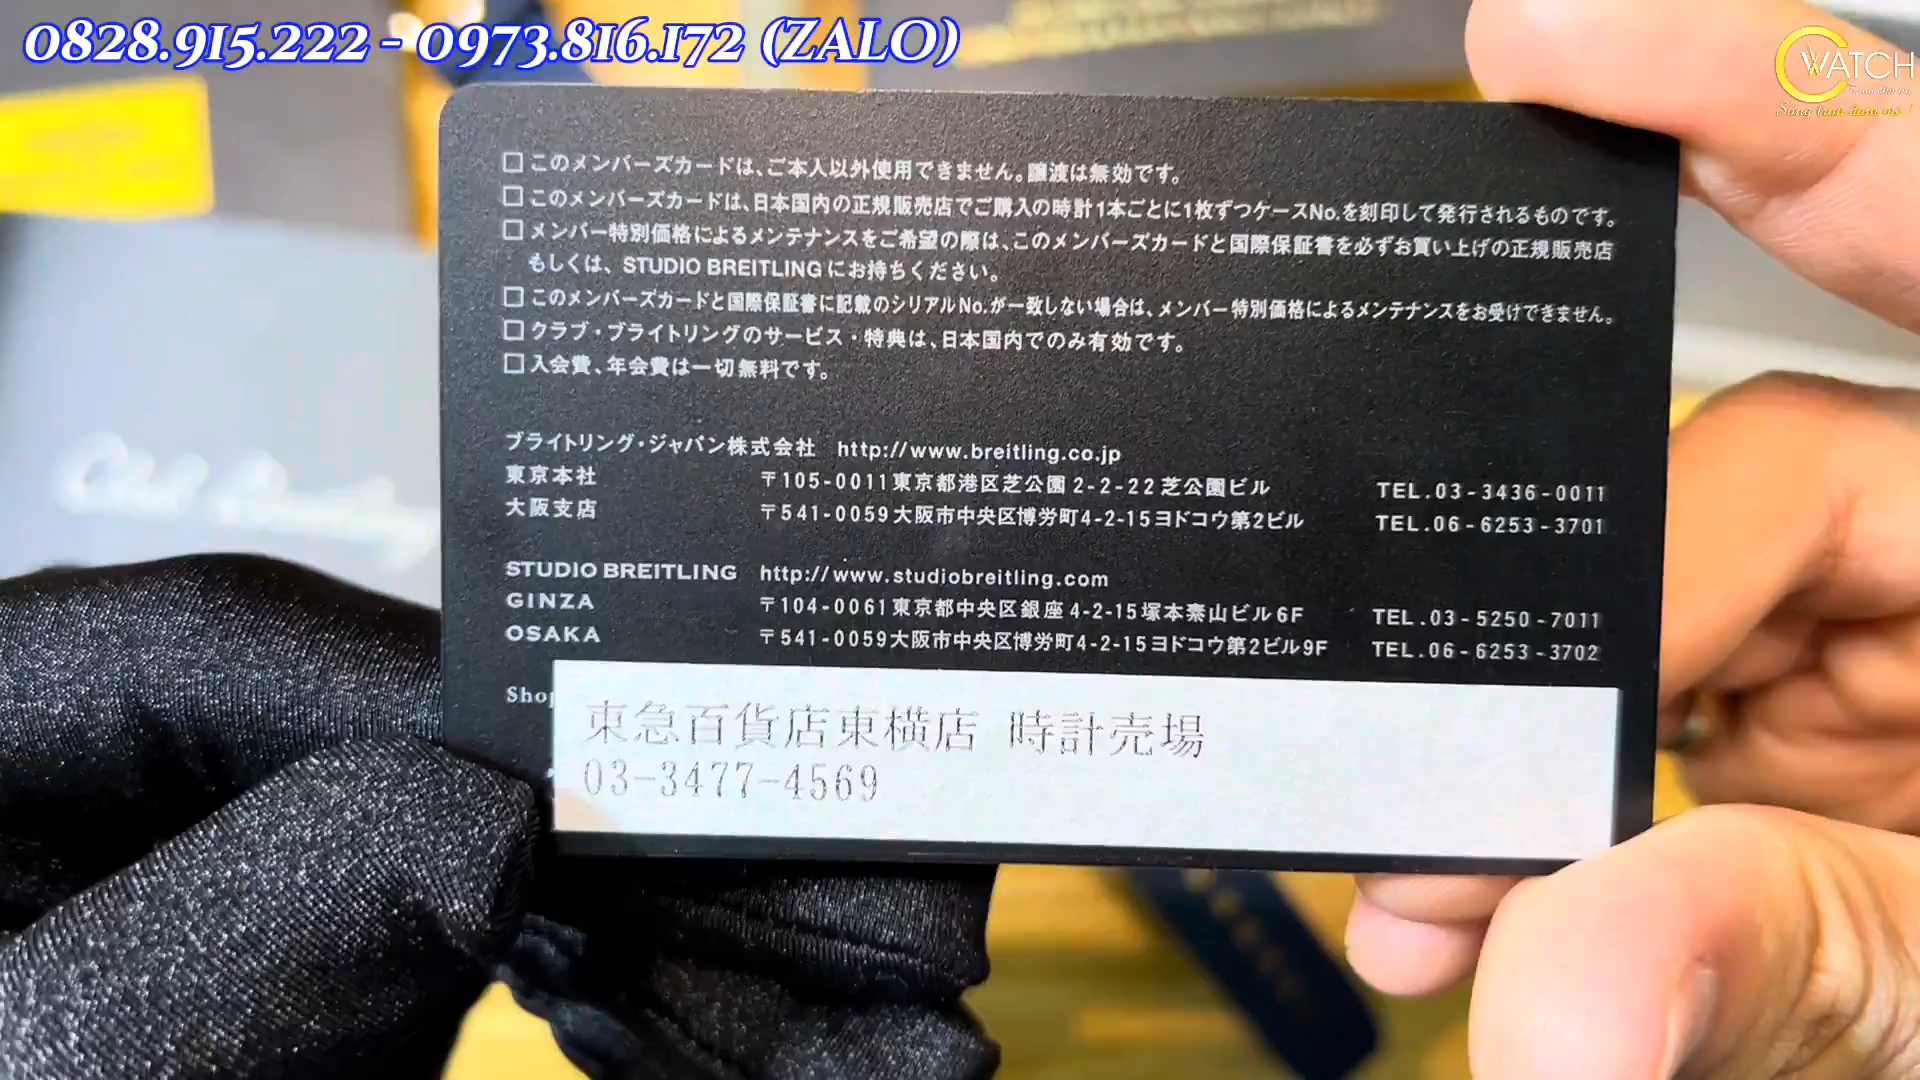 0828.915.222 - 0973.816.172 (ZALO)
WATCH
□このメンバーズカードは、ご本人以外使用できません。譲渡は無効です。
□このメンバーズカードは、日本国内の正規販売店でご購入の時計1本ごとに1枚ずつケースNo.を刻印して発行されるものです。
□メンバー特別価格によるメンテナンスをご希望の際は、このメンバーズカードと国際保証書を必ずお買い上げの正規販売店
もしくは、STUDIO BREITLINGにお持ちください。
□このメンバーズカードと国際保証書に記載のシリアルNo.が一致しない場合は、メンバー特別価格によるメンテナンスをお受けできません。
□クラブ・ブライトリングのサービス・特典は、日本国内でのみ有効です。
□入会費、年会費は一切無料です。
ブライトリング・ジャパン株式会社 http://www.breitling.co.jp
東京本社 〒105-0011東京都港区芝公園2-2-22芝公園ビル TEL.03-3436-0011
大阪支店 〒541-0059大阪市中央区博労町4-2-15ヨドコウ第2ビル TEL.06-6253-3701
STUDIO BREITLING http://www.studiobreitling.com
GINZA 〒104-0061東京都中央区銀座4-2-15塚本素山ビル6F TEL.03-5250-7011
OSAKA 〒541-0059大阪市中央区博労町4-2-15ヨドコウ第2ビル9F TEL.06-6253-3702
Shop
東急百貨店東横店 時計売場
03-3477-4569